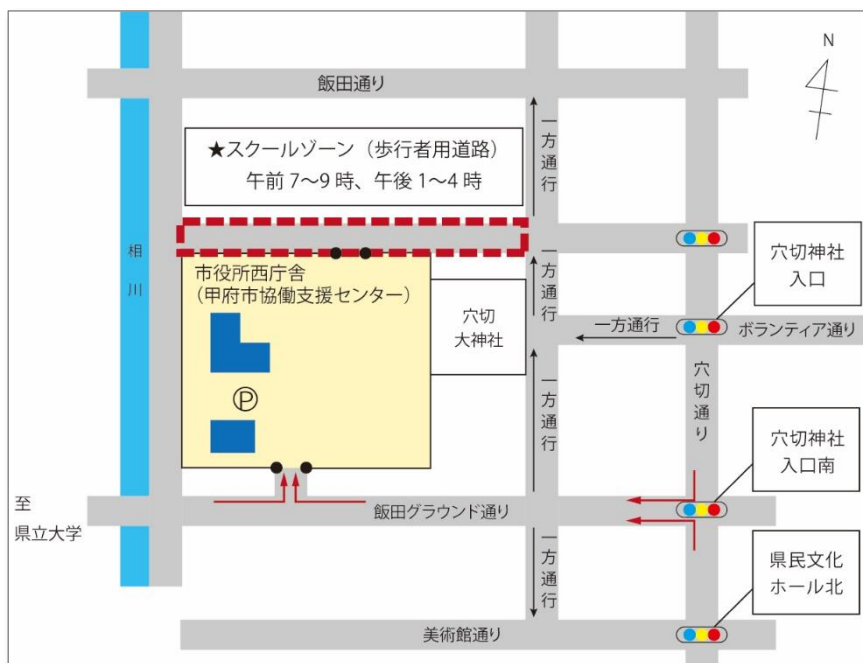 N
飯田通り
★スクールゾーン（歩行者用道路）
午前 7～9 時、午後 1～4 時
一方通行
相川
市役所西庁舎
（甲府市協働支援センター）
穴切
大神社
一方通行
穴切神社
入口
一方通行
ボランティア通り
Ⓟ
一方通行
穴切通り
穴切神社
入口南
至
県立大学
飯田グラウンド通り
一方通行
県民文化
ホール北
美術館通り